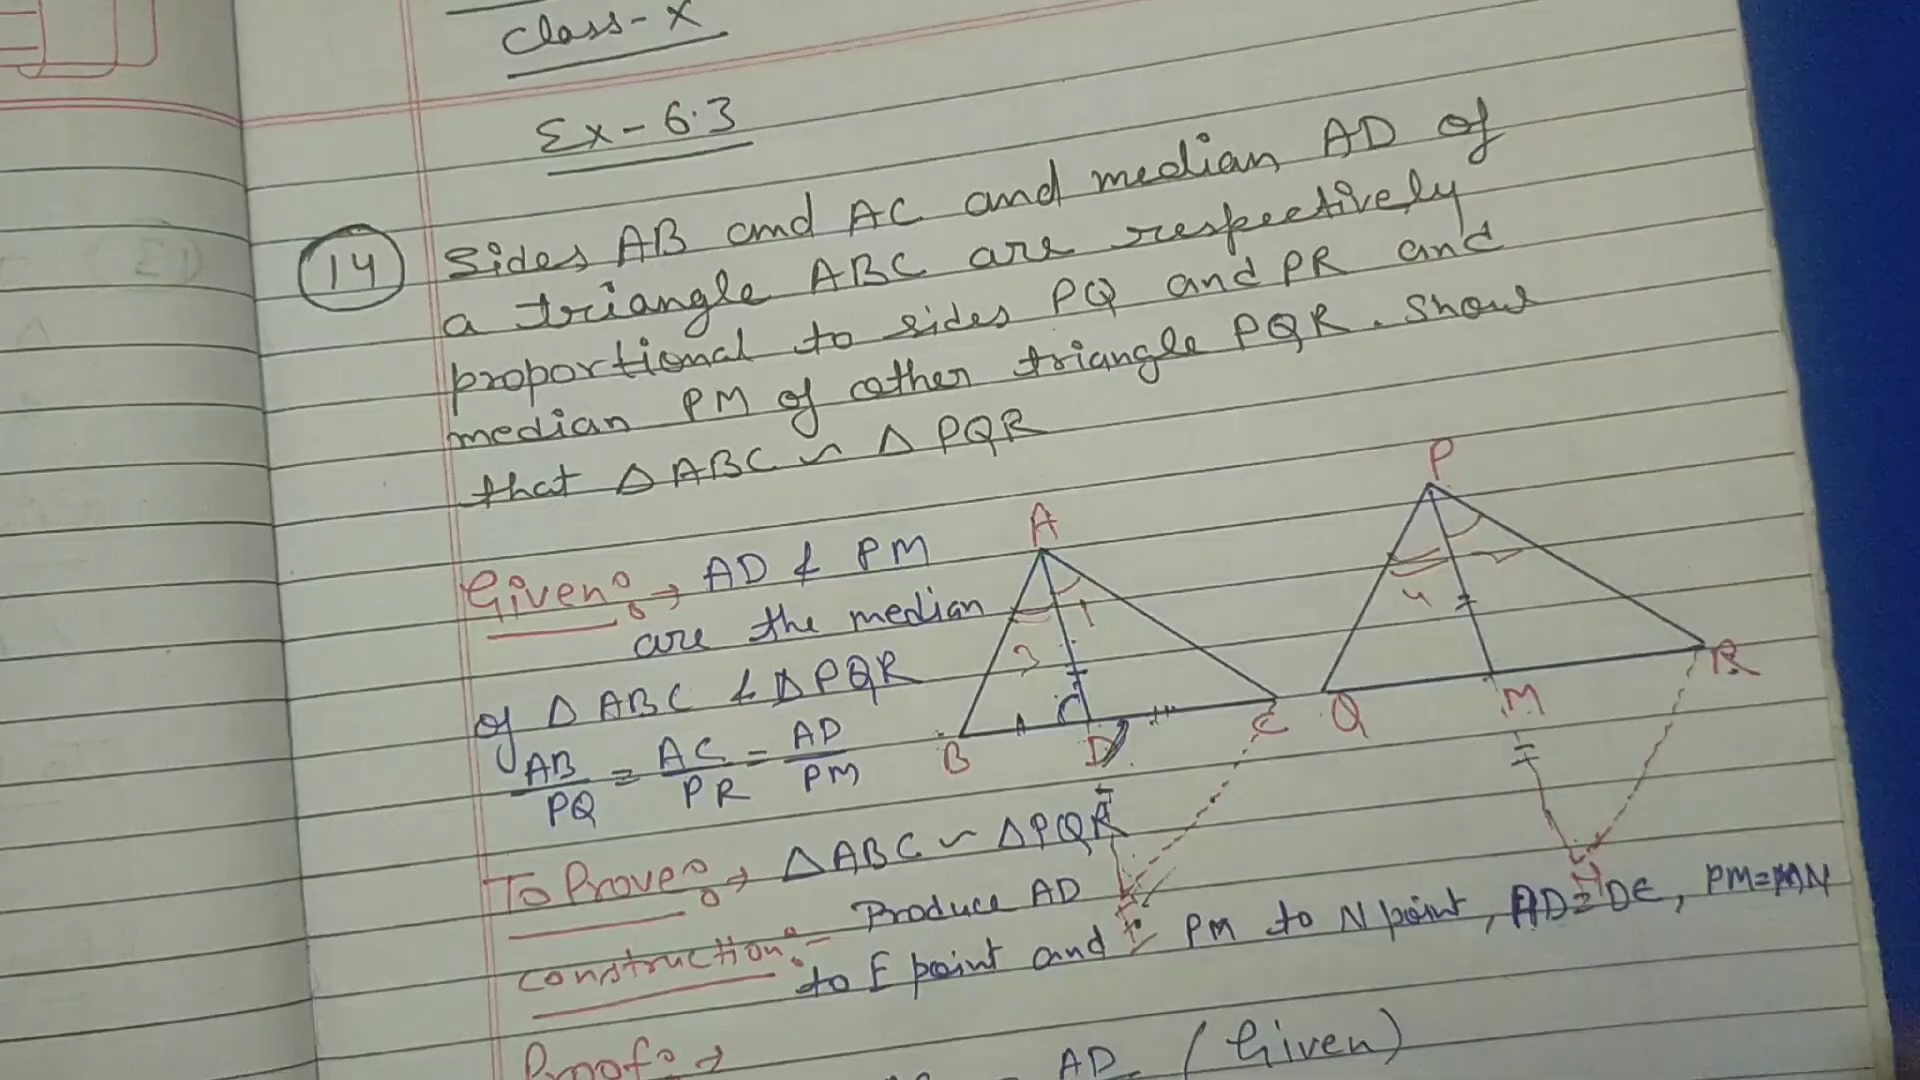 Class-X
Ex-6.3
14 Sides AB and AC and median AD of
a triangle ABC are respectively
proportional to sides PQ and PR and
median PM of other triangle PQR. Show
that △ABC ~ △PQR
Given:→ AD & PM
are the median
of △ABC & △PQR
AB/PQ = AC/PR = AD/PM
To Prove:→ △ABC ~ △PQR
Construction:- Produce AD
to E point and PM to N point, AD=DE, PM=MN
Proof:→
AD (Given)
A
1
3
B
D
C
E
P
4
Q
M
R